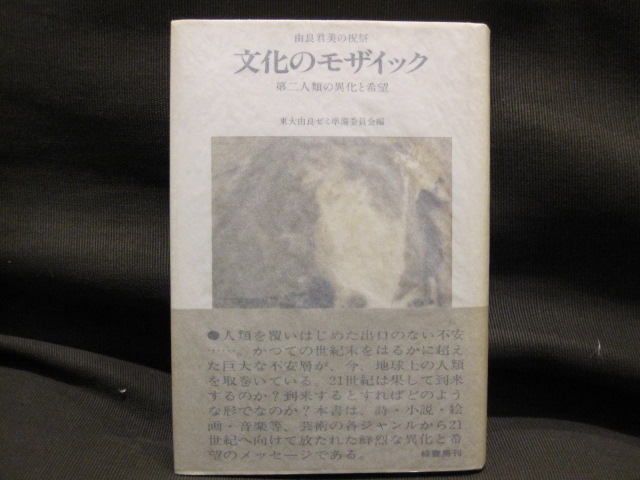 由良君美の祝祭
文化のモザイック
第二人類の異化と希望
東大由良ゼミ準備委員会編
●人類を覆いはじめた出口のない不安
……。かつての世紀末をはるかに超え
た巨大な不安層が、今、地球上の人類
を取巻いている。21世紀は果して到来
するのか?到来するとすればどのよう
な形でなのか?本書は、詩・小説・絵
画・音楽等、芸術の各ジャンルから21
世紀へ向けて放たれた鮮烈な異化と希
望のメッセージである。
緑書房刊